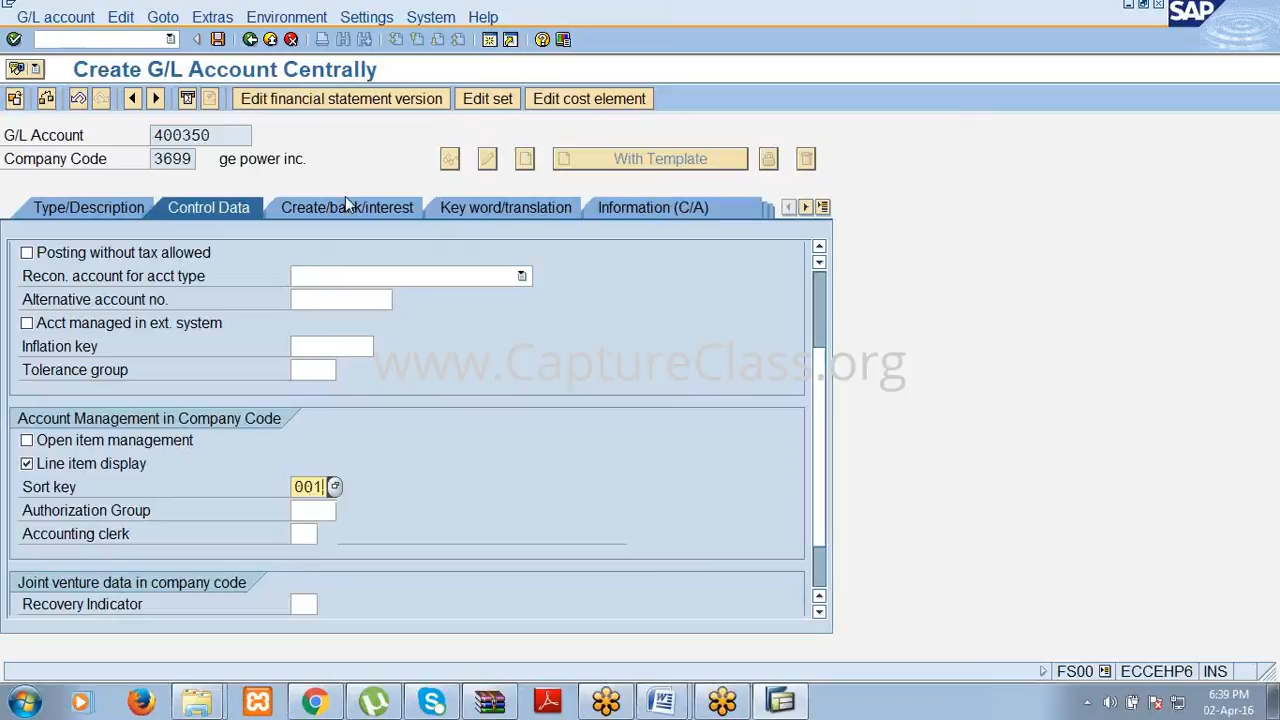 G/L account Edit Goto Extras Environment Settings System Help
SAP
Create G/L Account Centrally
Edit financial statement version Edit set Edit cost element
G/L Account 400350
Company Code 3699 ge power inc. With Template
Type/Description Control Data Create/bank/interest Key word/translation Information (C/A)
Posting without tax allowed
Recon. account for acct type
Alternative account no.
Acct managed in ext. system
Inflation key
www.CaptureClass.org
Tolerance group
Account Management in Company Code
Open item management
Line item display
Sort key 001
Authorization Group
Accounting clerk
Joint venture data in company code
Recovery Indicator
FS00 ECCEHP6 INS
6:39 PM
02-Apr-16